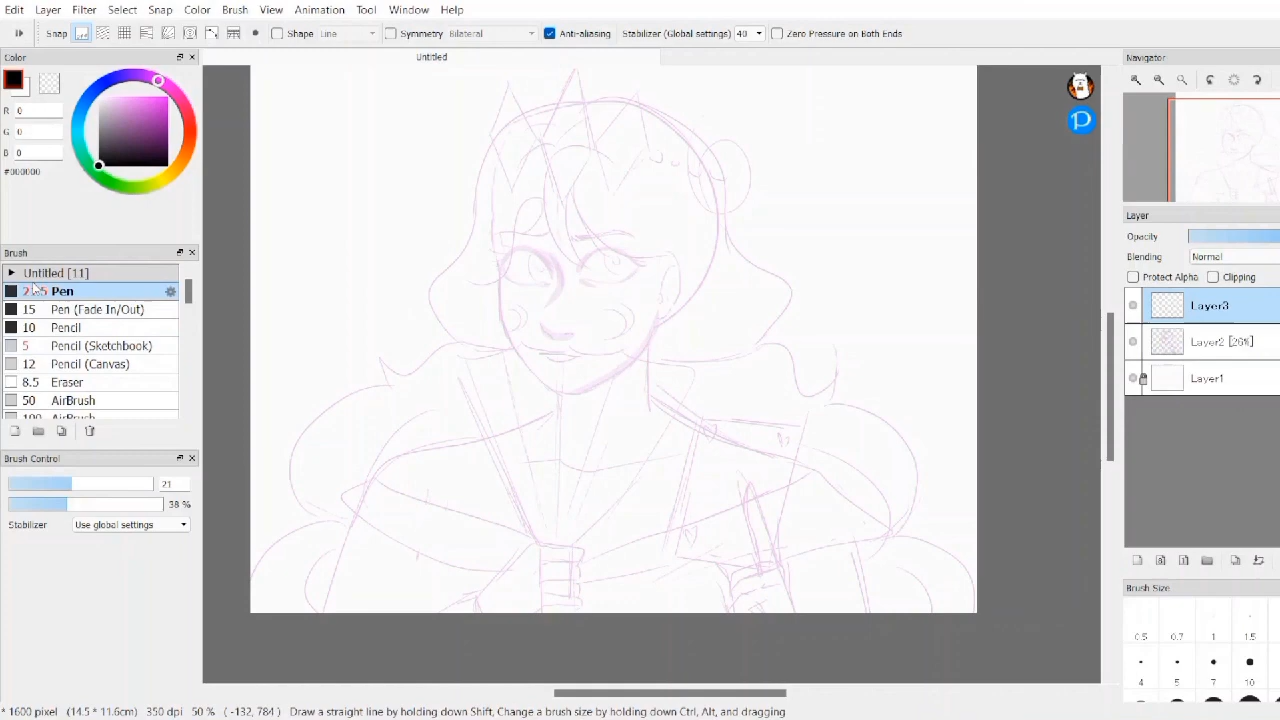 Edit Layer Filter Select Snap Color Brush View Animation Tool Window Help
Snap Shape Line Symmetry Bilateral Anti-aliasing Stabilizer (Global settings) 40 Zero Pressure on Both Ends
Color
Untitled
Navigator
R 0
G 0
B 0
#000000
Layer
Opacity
Blending Normal
Protect Alpha Clipping
Layer3
Layer2 [26%]
Layer1
Brush
Untitled [11]
Pen
15 Pen (Fade In/Out)
10 Pencil
5 Pencil (Sketchbook)
12 Pencil (Canvas)
8.5 Eraser
50 AirBrush
100 AirBrush
Brush Control
21
38 %
Stabilizer Use global settings
Brush Size
0.5 0.7 1 1.5
4 5 7 10
* 1600 pixel (14.5 * 11.6cm) 350 dpi 50 % ( -132, 784 ) Draw a straight line by holding down Shift, Change a brush size by holding down Ctrl, Alt, and dragging